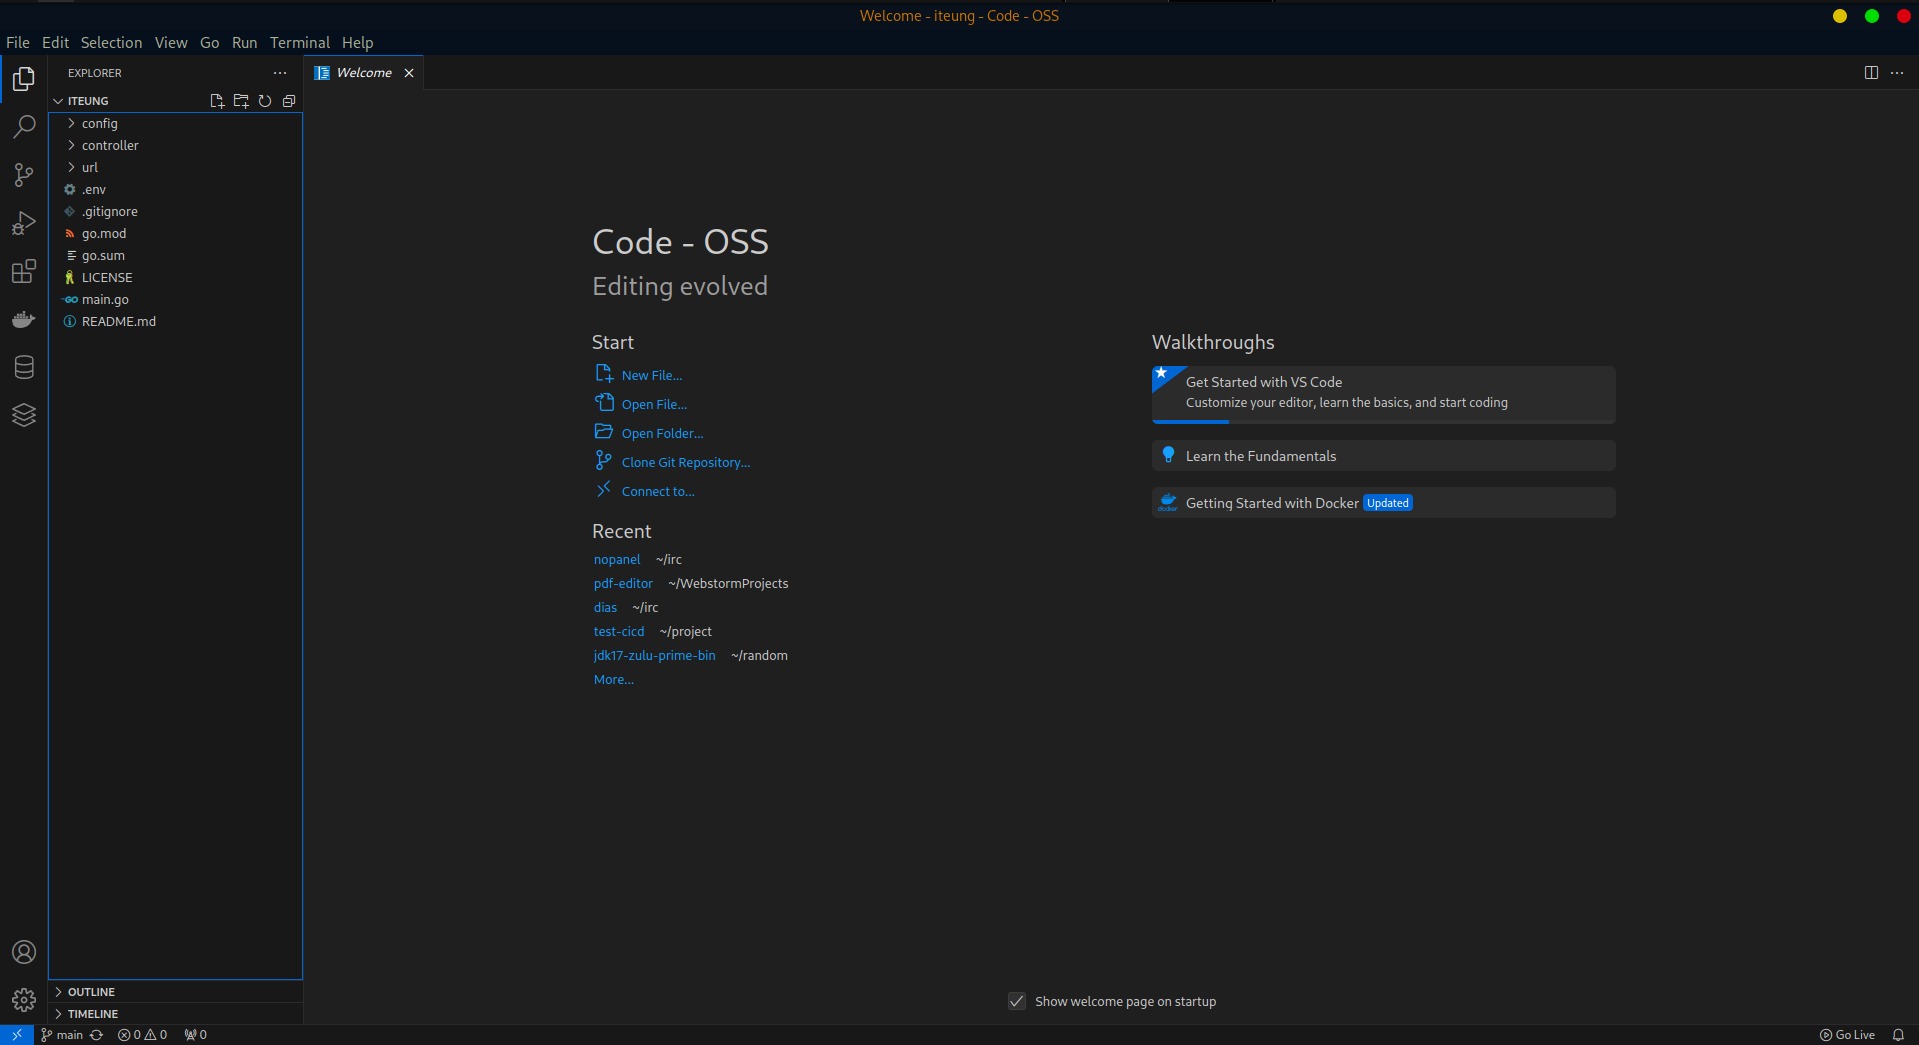 Welcome - iteung - Code - OSS
File Edit Selection View Go Run Terminal Help
EXPLORER
ITEUNG
config
controller
url
.env
.gitignore
go.mod
go.sum
LICENSE
GO main.go
README.md
OUTLINE
TIMELINE
Welcome
Code - OSS
Editing evolved
Start
New File...
Open File...
Open Folder...
Clone Git Repository...
Connect to...
Recent
nopanel ~/irc
pdf-editor ~/WebstormProjects
dias ~/irc
test-cicd ~/project
jdk17-zulu-prime-bin ~/random
More...
Walkthroughs
Get Started with VS Code
Customize your editor, learn the basics, and start coding
Learn the Fundamentals
docker Getting Started with Docker Updated
Show welcome page on startup
main 0 0 0 Go Live